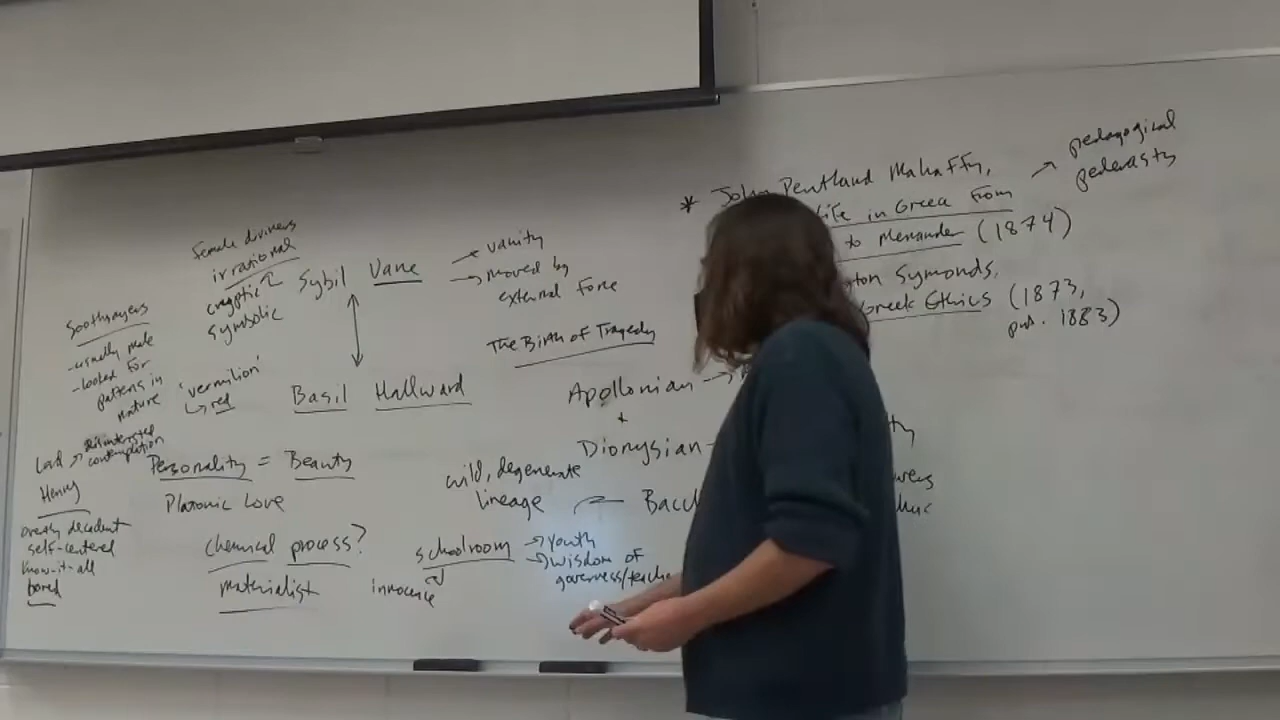 Female diviners
irrational
cryptic
symbolic
Sybil Vane
vanity
moved by
external force
Soothsayers
-usually male
-looked for
patterns in
nature
'vermilion'
red
Basil Hallward
The Birth of Tragedy
Apollonian
+
Dionysian
Lord
Henry
disinterested
contemplation
overly decadent
self-centered
know-it-all
bored
Personality = Beauty
Platonic Love
chemical process?
materialist
wild, degenerate
lineage
Bacc
schoolroom
youth
wisdom of
governess/teache
innocence
* John Pentland Mahaffy,
Life in Greece From
to Menander (1874)
pedagogical
pederasty
gton Symonds,
Greek Ethics (1873,
pub. 1883)